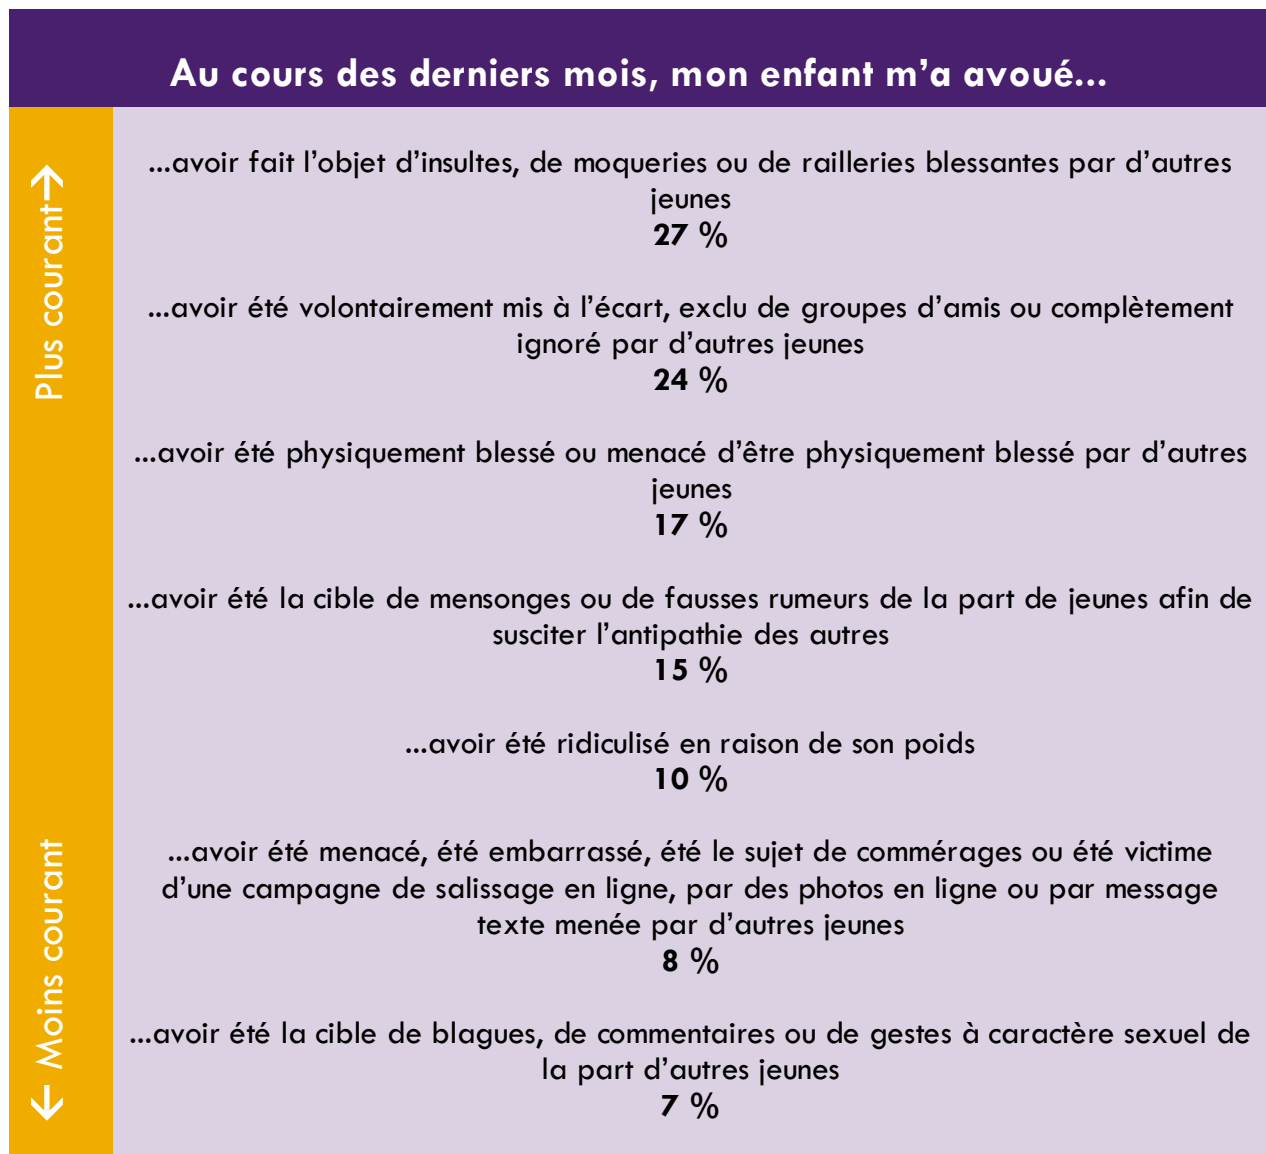 Au cours des derniers mois, mon enfant m’a avoué...
Plus courant→
...avoir fait l’objet d’insultes, de moqueries ou de railleries blessantes par d’autres
jeunes
27 %
...avoir été volontairement mis à l’écart, exclu de groupes d’amis ou complètement
ignoré par d’autres jeunes
24 %
...avoir été physiquement blessé ou menacé d’être physiquement blessé par d’autres
jeunes
17 %
...avoir été la cible de mensonges ou de fausses rumeurs de la part de jeunes afin de
susciter l’antipathie des autres
15 %
...avoir été ridiculisé en raison de son poids
10 %
← Moins courant
...avoir été menacé, été embarrassé, été le sujet de commérages ou été victime
d’une campagne de salissage en ligne, par des photos en ligne ou par message
texte menée par d’autres jeunes
8 %
...avoir été la cible de blagues, de commentaires ou de gestes à caractère sexuel de
la part d’autres jeunes
7 %